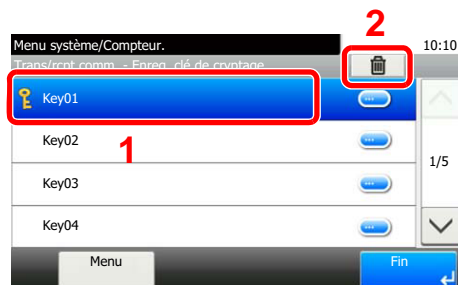 2
Menu système/Compteur.
10:10
Trans/rcpt comm. - Enreg. clé de cryptage
Key01
Key02
1
1/5
Key03
Key04
Menu
Fin